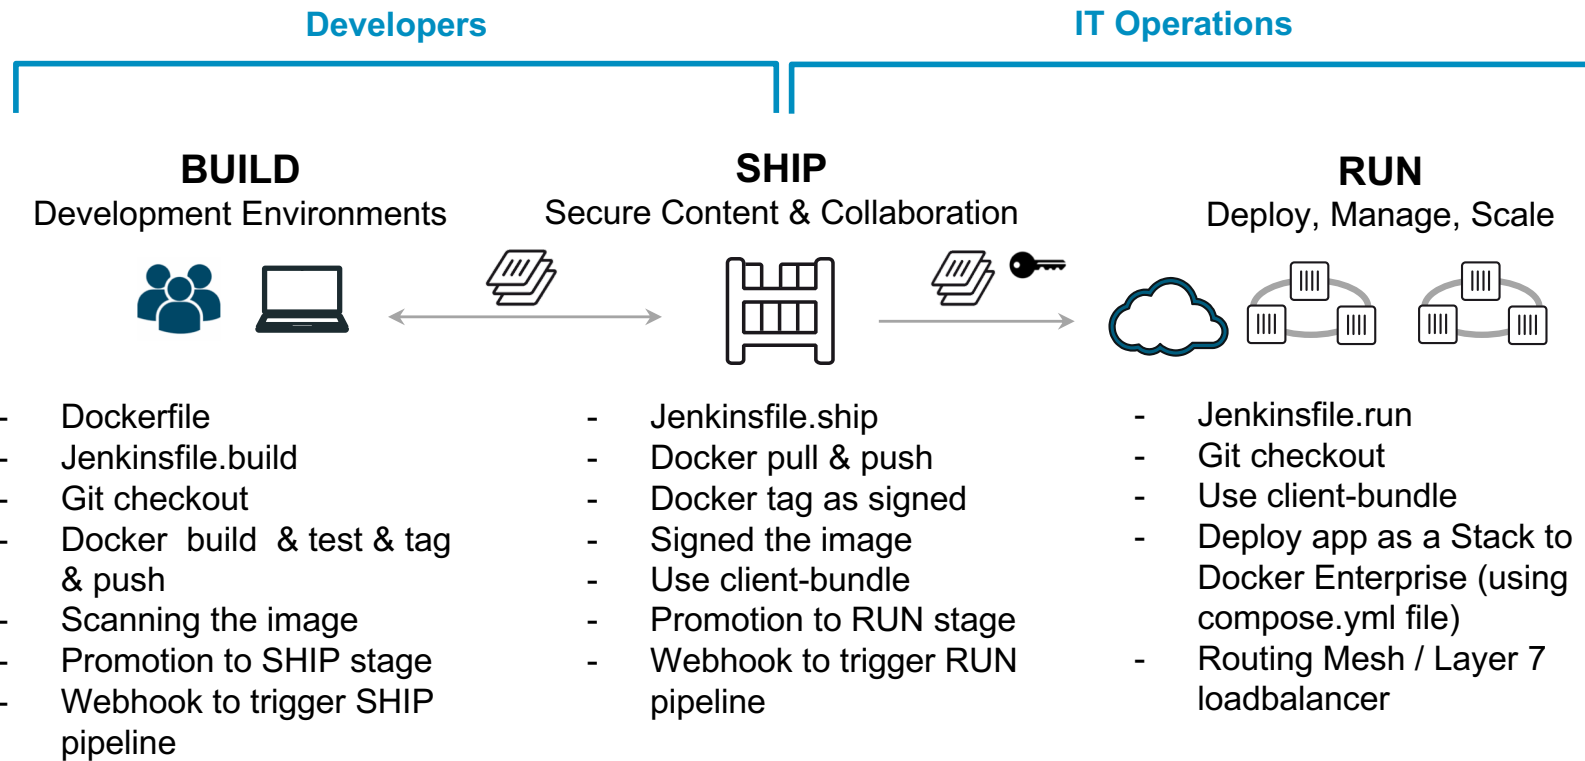 Developers
IT Operations
BUILD
Development Environments
- Dockerfile
- Jenkinsfile.build
- Git checkout
- Docker build & test & tag
& push
- Scanning the image
- Promotion to SHIP stage
- Webhook to trigger SHIP
pipeline
SHIP
Secure Content & Collaboration
- Jenkinsfile.ship
- Docker pull & push
- Docker tag as signed
- Signed the image
- Use client-bundle
- Promotion to RUN stage
- Webhook to trigger RUN
pipeline
RUN
Deploy, Manage, Scale
- Jenkinsfile.run
- Git checkout
- Use client-bundle
- Deploy app as a Stack to
Docker Enterprise (using
compose.yml file)
- Routing Mesh / Layer 7
loadbalancer